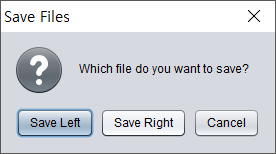 Save Files
Which file do you want to save?
Save Left
Save Right
Cancel